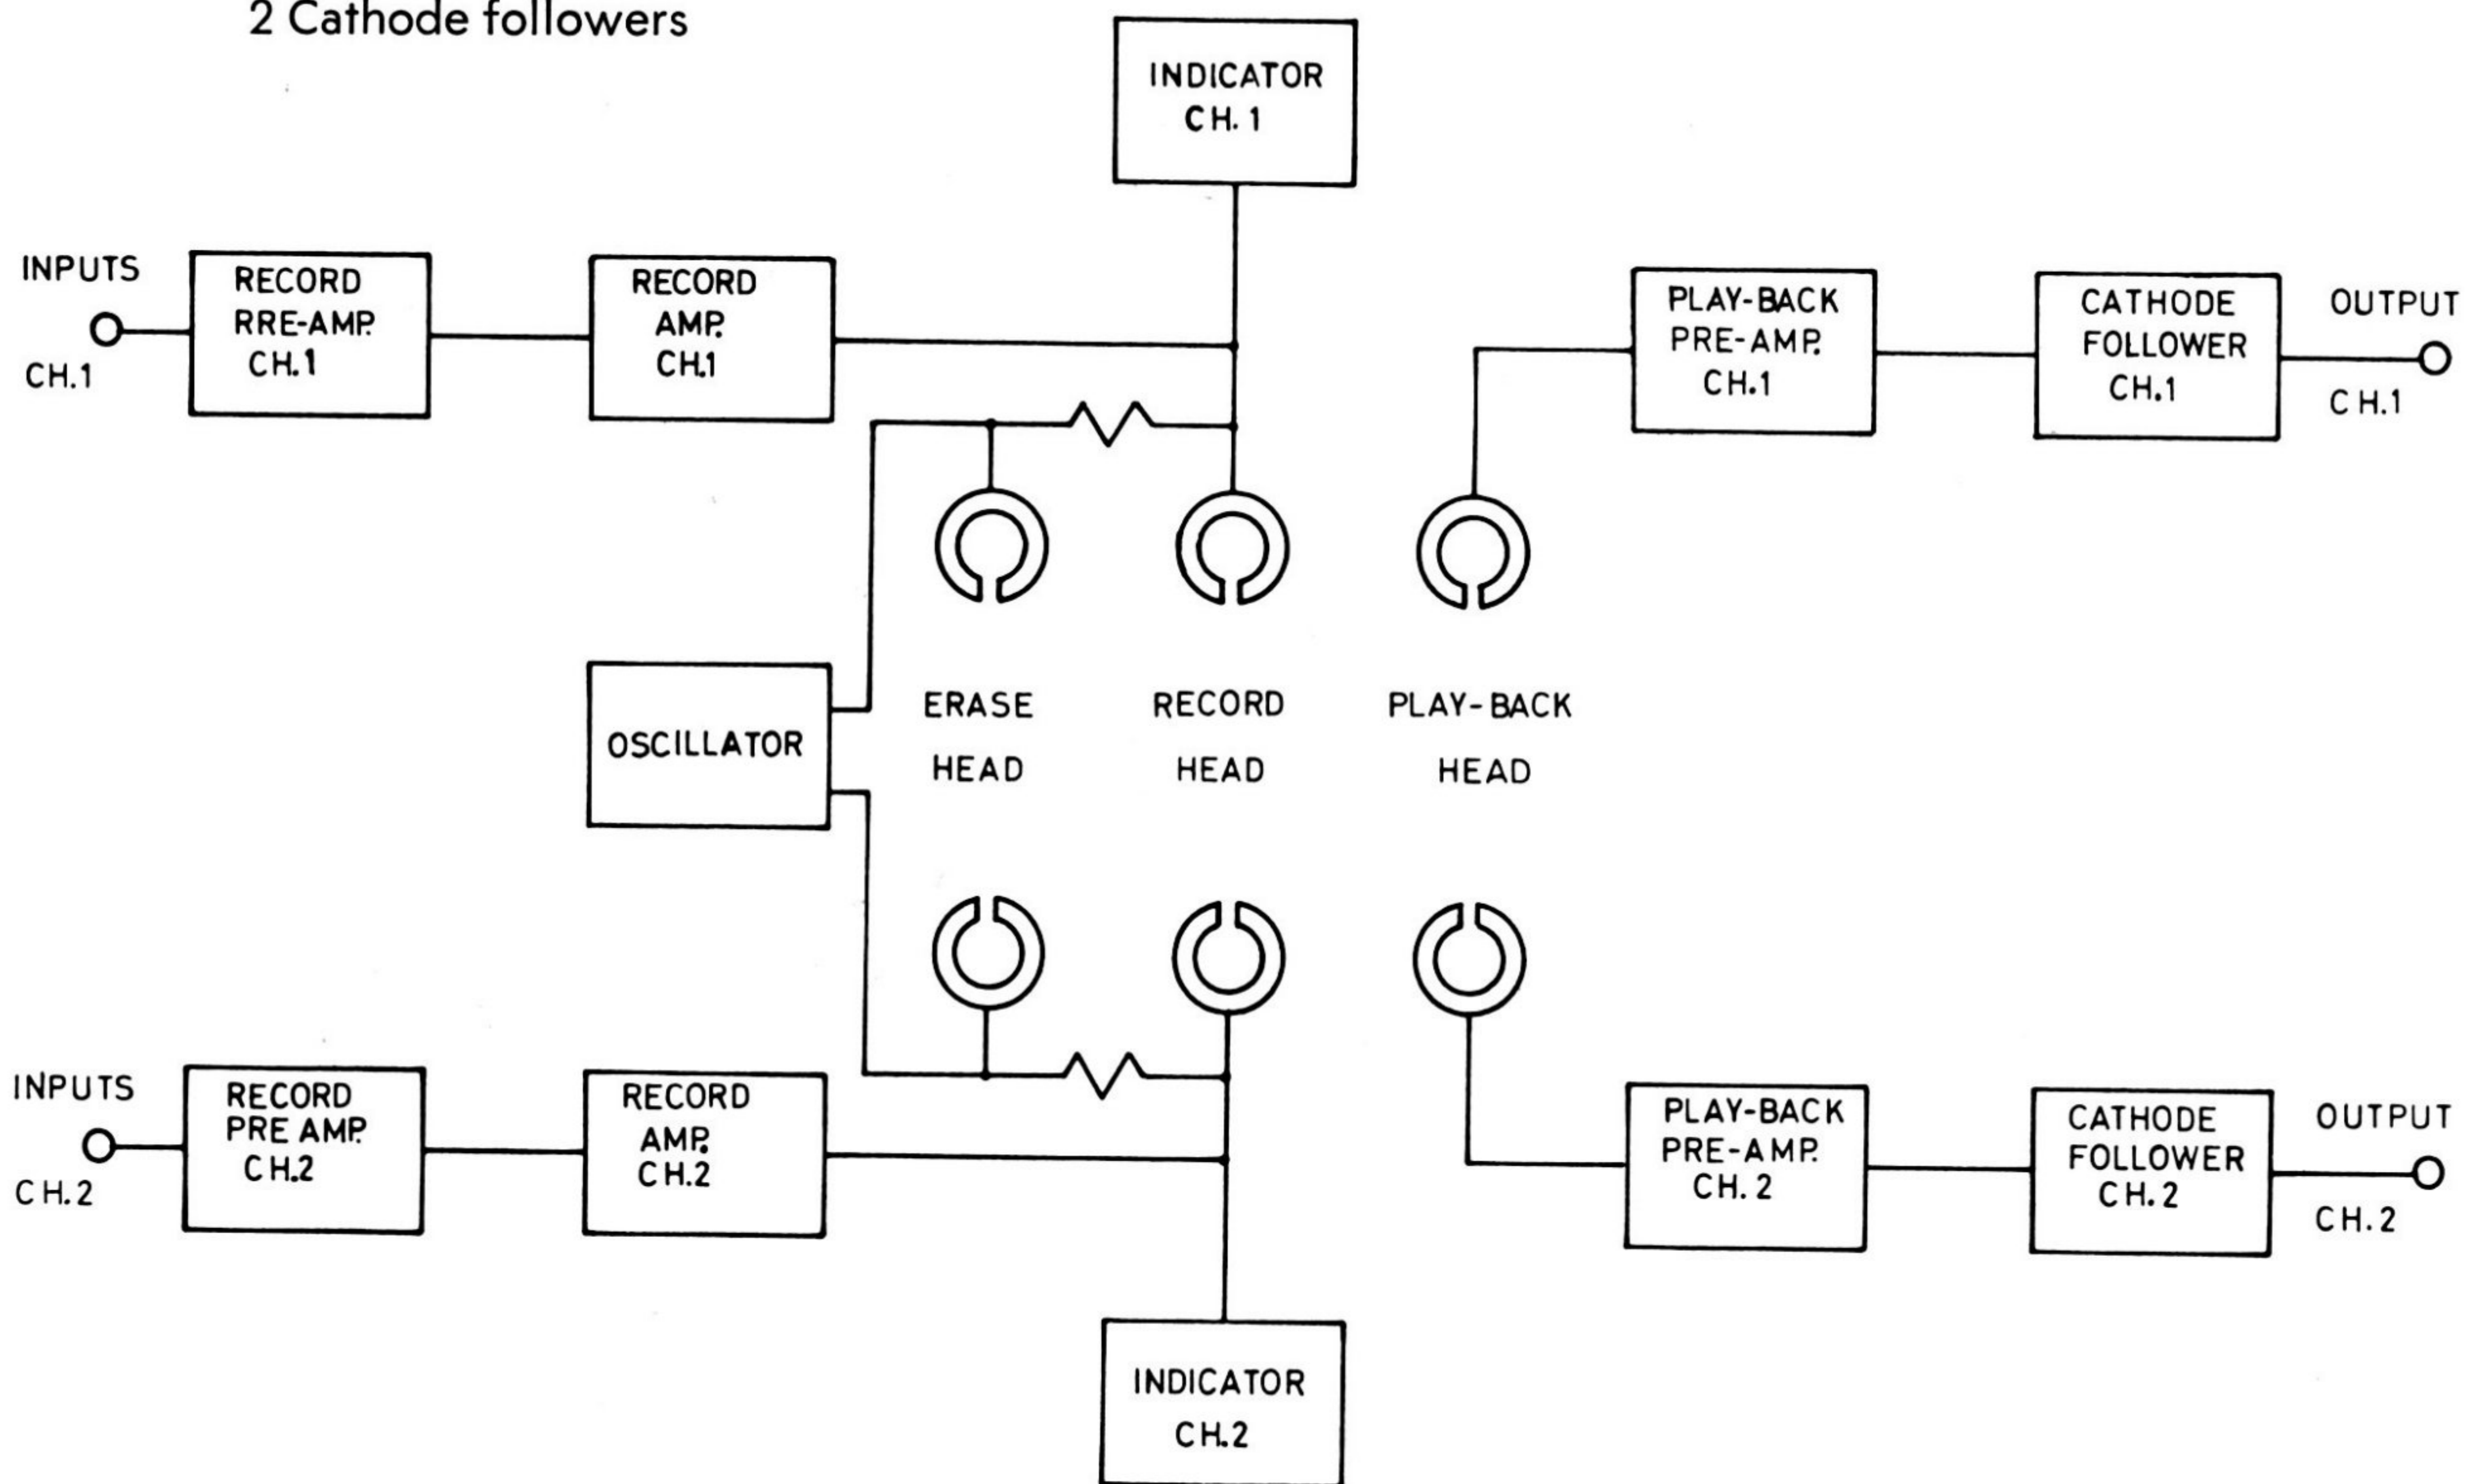 2 Cathode followers
INDICATOR
CH. 1
INPUTS
CH.1
RECORD
RRE-AMP.
CH.1
RECORD
AMP.
CH.1
PLAY-BACK
PRE-AMP.
CH.1
CATHODE
FOLLOWER
CH.1
OUTPUT
CH.1
OSCILLATOR
ERASE
HEAD
RECORD
HEAD
PLAY-BACK
HEAD
INPUTS
CH.2
RECORD
PRE AMP.
CH.2
RECORD
AMP.
CH.2
PLAY-BACK
PRE-AMP.
CH. 2
CATHODE
FOLLOWER
CH. 2
OUTPUT
CH.2
INDICATOR
CH.2